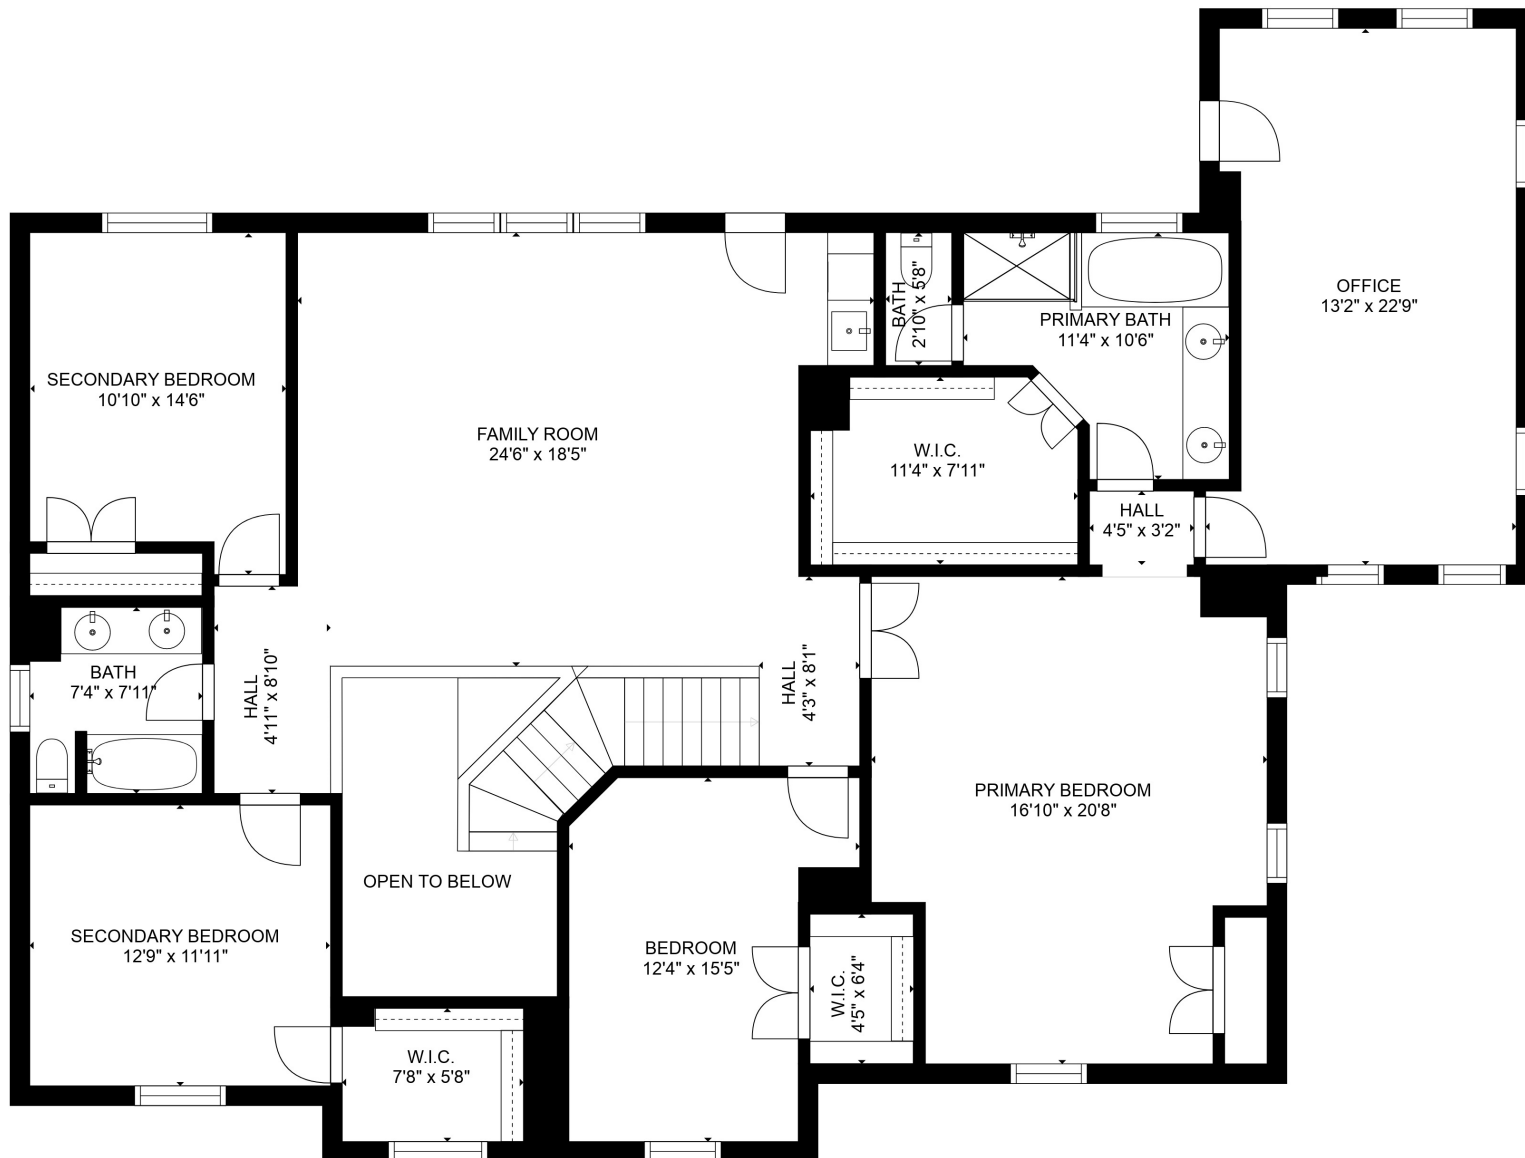 OFFICE
13'2" x 22'9"
BATH
2'10" x 5'8"
PRIMARY BATH
11'4" x 10'6"
SECONDARY BEDROOM
10'10" x 14'6"
FAMILY ROOM
24'6" x 18'5"
W.I.C.
11'4" x 7'11"
HALL
4'5" x 3'2"
BATH
7'4" x 7'11"
HALL
4'11" x 8'10"
HALL
4'3" x 8'1"
PRIMARY BEDROOM
16'10" x 20'8"
OPEN TO BELOW
SECONDARY BEDROOM
12'9" x 11'11"
BEDROOM
12'4" x 15'5"
W.I.C.
4'5" x 6'4"
W.I.C.
7'8" x 5'8"